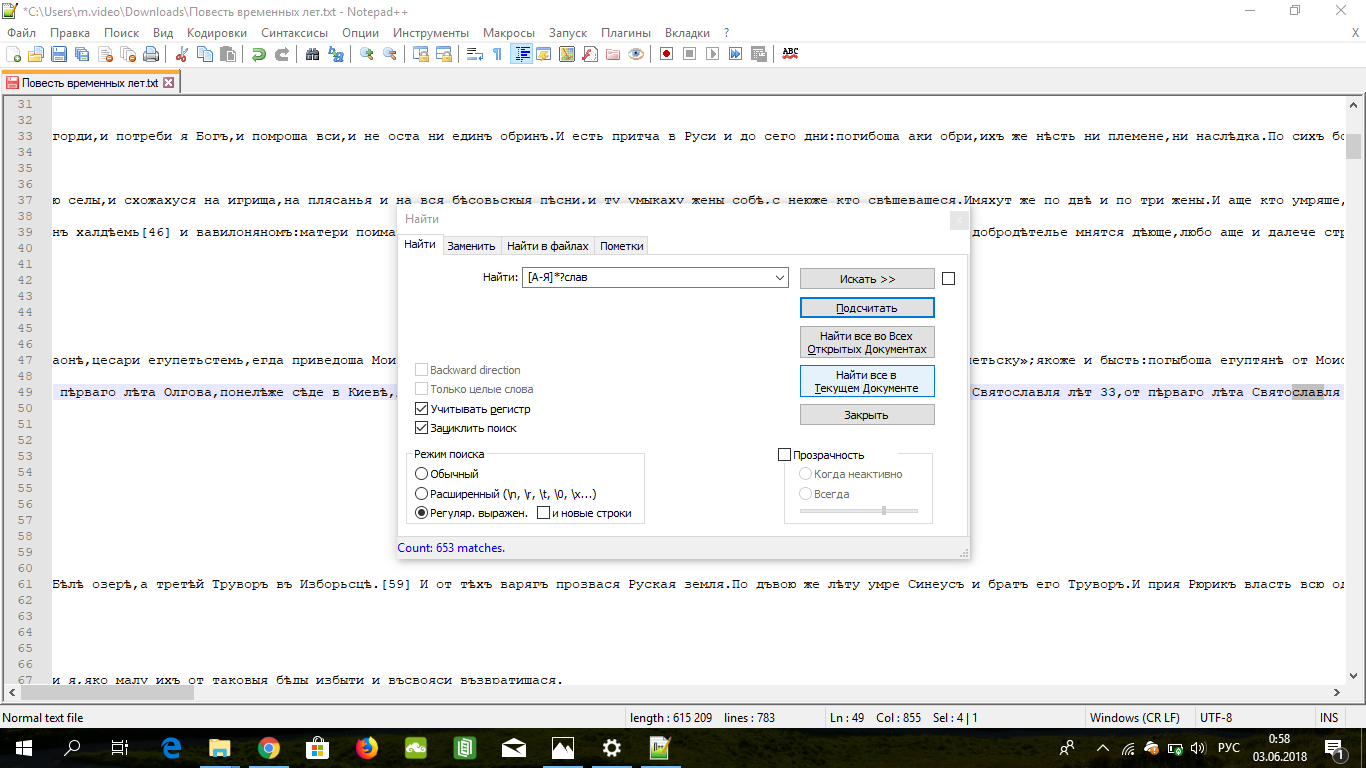 *C:\Users\m.video\Downloads\Повесть временных лет.txt - Notepad++
Файл Правка Поиск Вид Кодировки Синтаксисы Опции Инструменты Макросы Запуск Плагины Вкладки ? X
Повесть временных лет.txt
31
32
33 горди,и потреби я Богъ,и помроша вси,и не оста ни единъ обринъ.И есть притча в Руси и до сего дни:погибоша аки обри,ихъ же нѣсть ни племене,ни наслѣдка.По сихъ бо
34
35
36
37 ю селы,и схожахуся на игрища,на плясанья и на вся бѣсовьскыя пѣсни,и ту умыкаху жены собѣ,с неюже кто свѣшевашеся.Имяхут же по двѣ и по три жены.И аще кто умряше,
38
39 нъ халдѣемь[46] и вавилоняномъ:матери поима добродѣтелье мнятся дѣюще,любо аще и далече стр
40
41
42
43
44
45
46
47 аонѣ,цесари егупетьстемь,егда приведоша Мои етьску»;якоже и бысть:погыбоша егуптянѣ от Моис
48
49 пѣрваго лѣта Олгова,понелѣже сѣде в Киевѣ, Святославля лѣт 33,от пѣрваго лѣта Святославля
50
51
52
53
54
55
56
57
58
59
60
61 Бѣлѣ озерѣ,а третѣй Труворъ въ Изборьсцѣ.[59] И от тѣхъ варягъ прозвася Руская земля.По дъвою же лѣту умре Синеусъ и братъ его Труворъ.И прия Рюрикъ власть всю од
62
63
64
65
66
67 и я,яко малу ихъ от таковыя бѣды избыти и въсвояси възвратишася.
Найти
Найти Заменить Найти в файлах Пометки
Найти: [А-Я]*?слав
Искать >>
Подсчитать
Найти все во Всех
Открытых Документах
Найти все в
Текущем Документе
Закрыть
Backward direction
Только целые слова
Учитывать регистр
Зациклить поиск
Режим поиска
Обычный
Расширенный (\n, \r, \t, \0, \x...)
Регуляр. выражен. и новые строки
Прозрачность
Когда неактивно
Всегда
Count: 653 matches.
Normal text file length : 615 209 lines : 783 Ln : 49 Col : 855 Sel : 4 | 1 Windows (CR LF) UTF-8 INS
РУС
0:58
03.06.2018
1